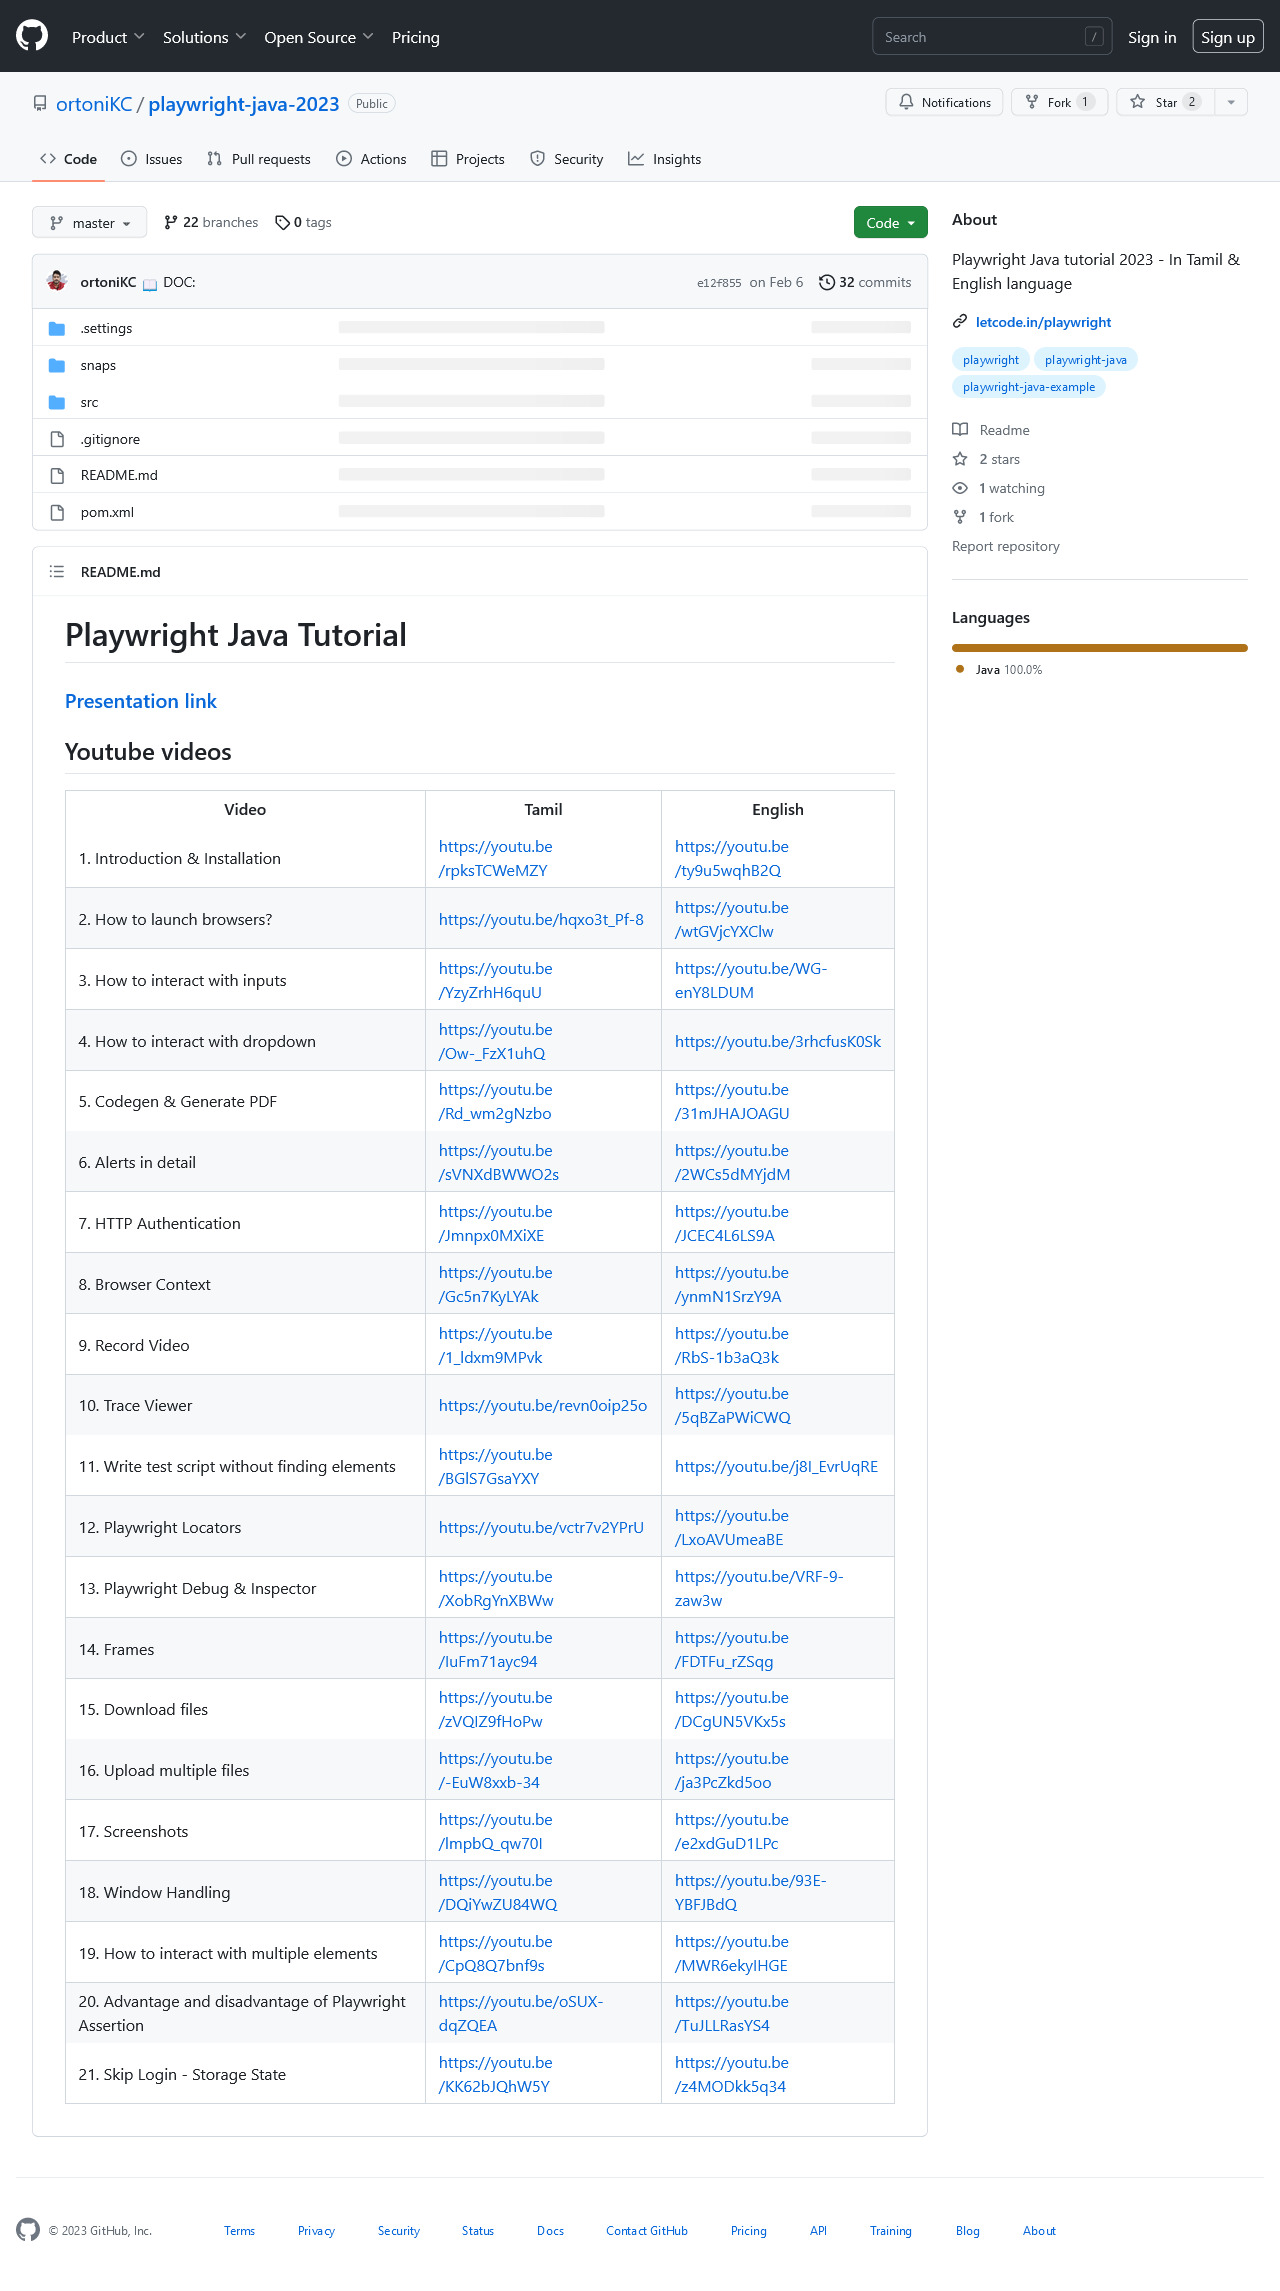 Product Solutions Open Source Pricing Search / Sign in Sign up
ortoniKC / playwright-java-2023 Public Notifications Fork 1 Star 2
Code Issues Pull requests Actions Projects Security Insights
master 22 branches 0 tags Code
ortoniKC DOC: e12f855 on Feb 6 32 commits
.settings
snaps
src
.gitignore
README.md
pom.xml
About
Playwright Java tutorial 2023 - In Tamil &
English language
letcode.in/playwright
playwright playwright-java
playwright-java-example
Readme
2 stars
1 watching
1 fork
Report repository
Languages
Java 100.0%
README.md
Playwright Java Tutorial
Presentation link
Youtube videos
Video Tamil English
1. Introduction & Installation
https://youtu.be
/rpksTCWeMZY
https://youtu.be
/ty9u5wqhB2Q
2. How to launch browsers?
https://youtu.be/hqxo3t_Pf-8
https://youtu.be
/wtGVjcYXClw
3. How to interact with inputs
https://youtu.be
/YzyZrhH6quU
https://youtu.be/WG-
enY8LDUM
4. How to interact with dropdown
https://youtu.be
/Ow-_FzX1uhQ
https://youtu.be/3rhcfusK0Sk
5. Codegen & Generate PDF
https://youtu.be
/Rd_wm2gNzbo
https://youtu.be
/31mJHAJOAGU
6. Alerts in detail
https://youtu.be
/sVNXdBWWO2s
https://youtu.be
/2WCs5dMYjdM
7. HTTP Authentication
https://youtu.be
/Jmnpx0MXiXE
https://youtu.be
/JCEC4L6LS9A
8. Browser Context
https://youtu.be
/Gc5n7KyLYAk
https://youtu.be
/ynmN1SrzY9A
9. Record Video
https://youtu.be
/1_ldxm9MPvk
https://youtu.be
/RbS-1b3aQ3k
10. Trace Viewer
https://youtu.be/revn0oip25o
https://youtu.be
/5qBZaPWiCWQ
11. Write test script without finding elements
https://youtu.be
/BGlS7GsaYXY
https://youtu.be/j8I_EvrUqRE
12. Playwright Locators
https://youtu.be/vctr7v2YPrU
https://youtu.be
/LxoAVUmeaBE
13. Playwright Debug & Inspector
https://youtu.be
/XobRgYnXBWw
https://youtu.be/VRF-9-
zaw3w
14. Frames
https://youtu.be
/IuFm71ayc94
https://youtu.be
/FDTFu_rZSqg
15. Download files
https://youtu.be
/zVQIZ9fHoPw
https://youtu.be
/DCgUN5VKx5s
16. Upload multiple files
https://youtu.be
/-EuW8xxb-34
https://youtu.be
/ja3PcZkd5oo
17. Screenshots
https://youtu.be
/lmpbQ_qw70I
https://youtu.be
/e2xdGuD1LPc
18. Window Handling
https://youtu.be
/DQiYwZU84WQ
https://youtu.be/93E-
YBFJBdQ
19. How to interact with multiple elements
https://youtu.be
/CpQ8Q7bnf9s
https://youtu.be
/MWR6ekyIHGE
20. Advantage and disadvantage of Playwright
Assertion
https://youtu.be/oSUX-
dqZQEA
https://youtu.be
/TuJLLRasYS4
21. Skip Login - Storage State
https://youtu.be
/KK62bJQhW5Y
https://youtu.be
/z4MODkk5q34
© 2023 GitHub, Inc. Terms Privacy Security Status Docs Contact GitHub Pricing API Training Blog About